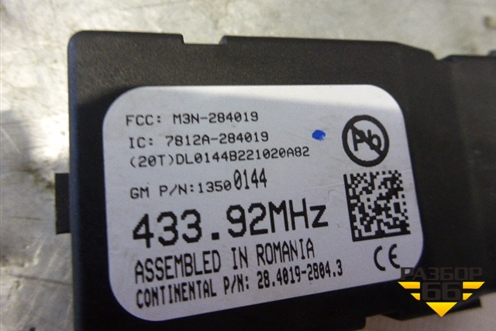 FCC: M3N-284019
IC: 7812A-284019
(20T)DL0144B221020A82
GM P/N:13500144
433.92MHz
ASSEMBLED IN ROMANIA
CONTINENTAL P/N: 28.4019-2804.3
Pb
CE
РАЗБОР
66